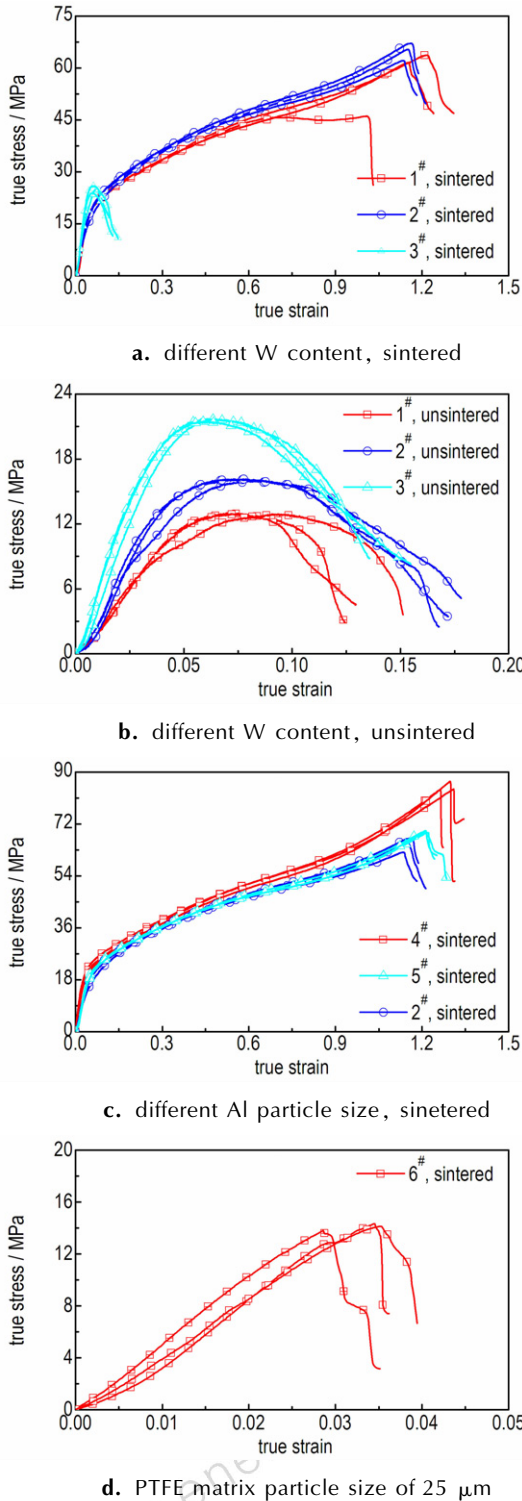 75
60
45
30
15
0
true stress / MPa
0.0 0.3 0.6 0.9 1.2 1.5
true strain
1#, sintered
2#, sintered
3#, sintered
a. different W content, sintered
24
18
12
6
0
true stress / MPa
0.00 0.05 0.10 0.15 0.20
true strain
1#, unsintered
2#, unsintered
3#, unsintered
b. different W content, unsintered
90
72
54
36
18
0
true stress / MPa
0.0 0.3 0.6 0.9 1.2 1.5
true strain
4#, sintered
5#, sintered
2#, sintered
c. different Al particle size, sinetered
20
16
12
8
4
0
true stress / MPa
0.00 0.01 0.02 0.03 0.04 0.05
true strain
6#, sintered
d. PTFE matrix particle size of 25 μm